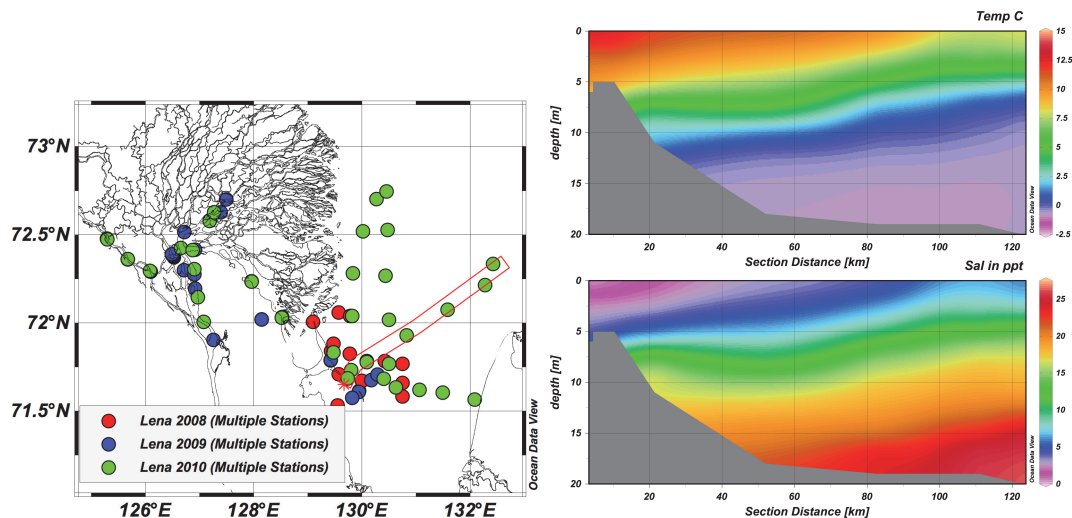 73°N
72.5°N
72°N
71.5°N
126°E
128°E
130°E
132°E
Lena 2008 (Multiple Stations)
Lena 2009 (Multiple Stations)
Lena 2010 (Multiple Stations)
Ocean Data View
Temp C
0
5
10
15
20
depth [m]
20
40
60
80
100
120
Section Distance [km]
Ocean Data View
15
12.5
10
7.5
5
2.5
0
-2.5
Sal in ppt
0
5
10
15
20
depth [m]
20
40
60
80
100
120
Section Distance [km]
Ocean Data View
25
20
15
10
5
0